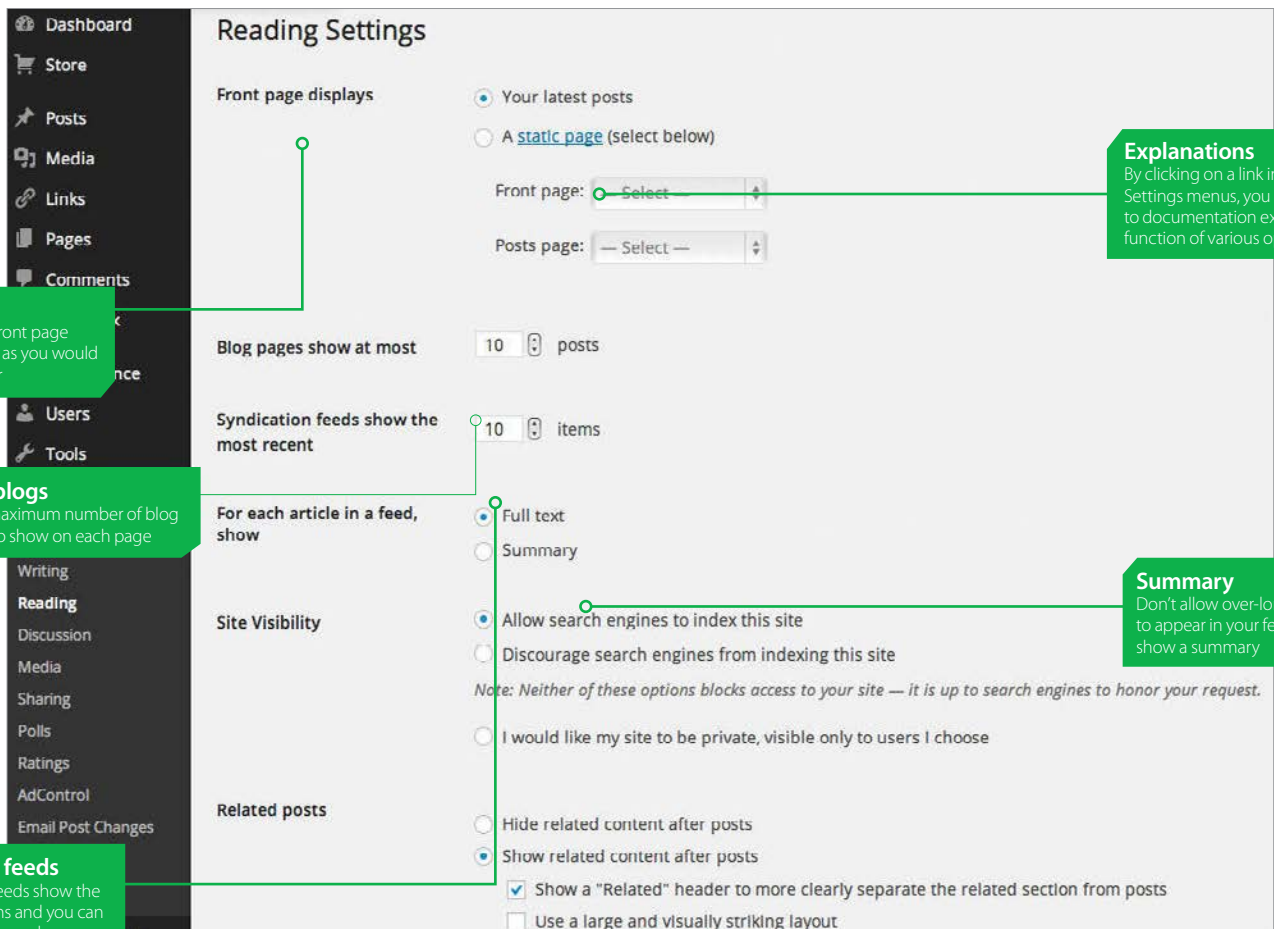 Dashboard
Store
Posts
Media
Links
Pages
Comments
ront page
as you would
nce
Users
Tools
blogs
aximum number of blog
o show on each page
Writing
Reading
Discussion
Media
Sharing
Polls
Ratings
AdControl
Email Post Changes
feeds
eeds show the
ns and you can
Reading Settings
Front page displays
Your latest posts
A static page (select below)
Front page: — Select —
Posts page: — Select —
Blog pages show at most
10 posts
Syndication feeds show the
most recent
10 items
For each article in a feed,
show
Full text
Summary
Site Visibility
Allow search engines to index this site
Discourage search engines from indexing this site
Note: Neither of these options blocks access to your site — it is up to search engines to honor your request.
I would like my site to be private, visible only to users I choose
Related posts
Hide related content after posts
Show related content after posts
Show a "Related" header to more clearly separate the related section from posts
Use a large and visually striking layout
Explanations
By clicking on a link i
Settings menus, you
to documentation ex
function of various o
Summary
Don't allow over-lo
to appear in your fe
show a summary